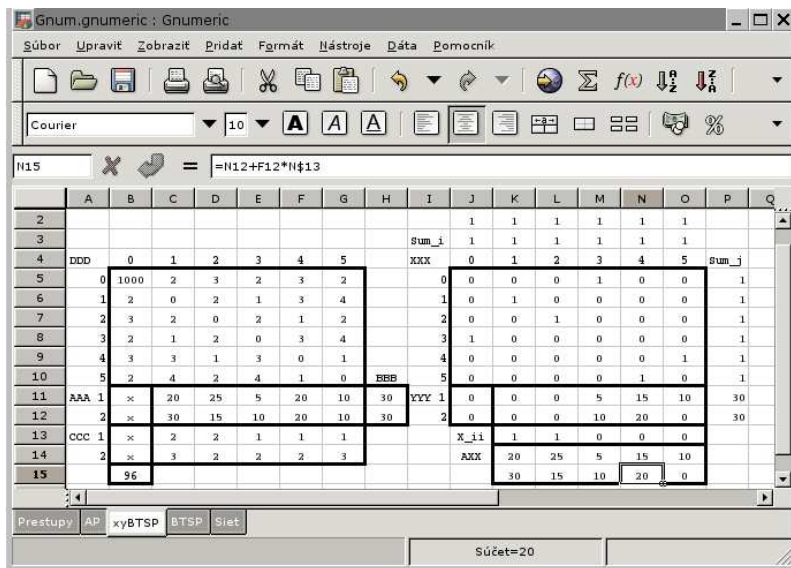 Gnum.gnumeric : Gnumeric
Súbor Upraviť Zobraziť Pridať Formát Nástroje Dáta Pomocník
f(x)
Courier 10 A A A %
N15 = =N12+F12*N$13
A B C D E F G H I J K L M N O P Q
2 1 1 1 1 1 1
3 Sum_i 1 1 1 1 1 1
4 DDD 0 1 2 3 4 5 XXX 0 1 2 3 4 5 Sum_j
5 0 1000 2 3 2 3 2 0 0 0 0 1 0 0 1
6 1 2 0 2 1 3 4 1 0 1 0 0 0 0 1
7 2 3 2 0 2 1 2 2 0 0 1 0 0 0 1
8 3 2 1 2 0 3 4 3 1 0 0 0 0 0 1
9 4 3 3 1 3 0 1 4 0 0 0 0 0 1 1
10 5 2 4 2 4 1 0 BBB 5 0 0 0 0 1 0 1
11 AAA 1 × 20 25 5 20 10 30 YYY 1 0 0 0 5 15 10 30
12 2 × 30 15 10 20 10 30 2 0 0 0 10 20 0 30
13 CCC 1 × 2 2 1 1 1 X_ii 1 1 0 0 0
14 2 × 3 2 2 2 3 AXX 20 25 5 15 10
15 96 30 15 10 20 0
Prestupy AP xyBTSP BTSP Siet
Súčet=20